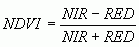 NDVI = (NIR − RED) / (NIR + RED)